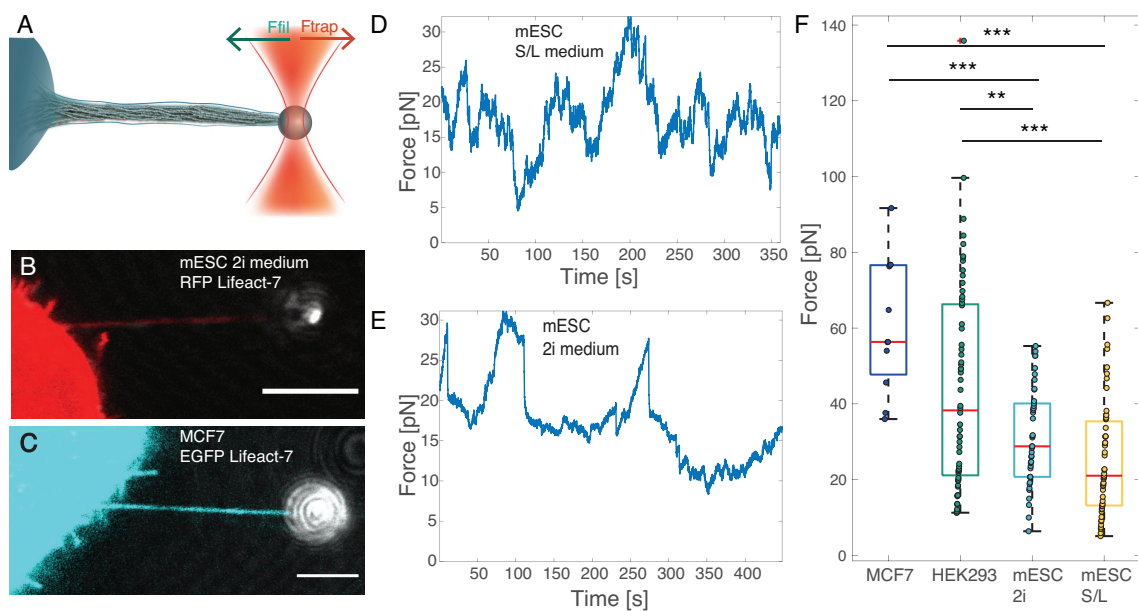 A
Ffil
Ftrap
B
mESC 2i medium
RFP Lifeact-7
C
MCF7
EGFP Lifeact-7
D
mESC
S/L medium
Force [pN]
30
25
20
15
10
5
0
50
100
150
200
250
300
350
Time [s]
E
mESC
2i medium
Force [pN]
30
25
20
15
10
5
0
50
100
150
200
250
300
350
400
Time [s]
F
Force [pN]
140
120
100
80
60
40
20
0
***
***
**
***
MCF7
HEK293
mESC
2i
mESC
S/L